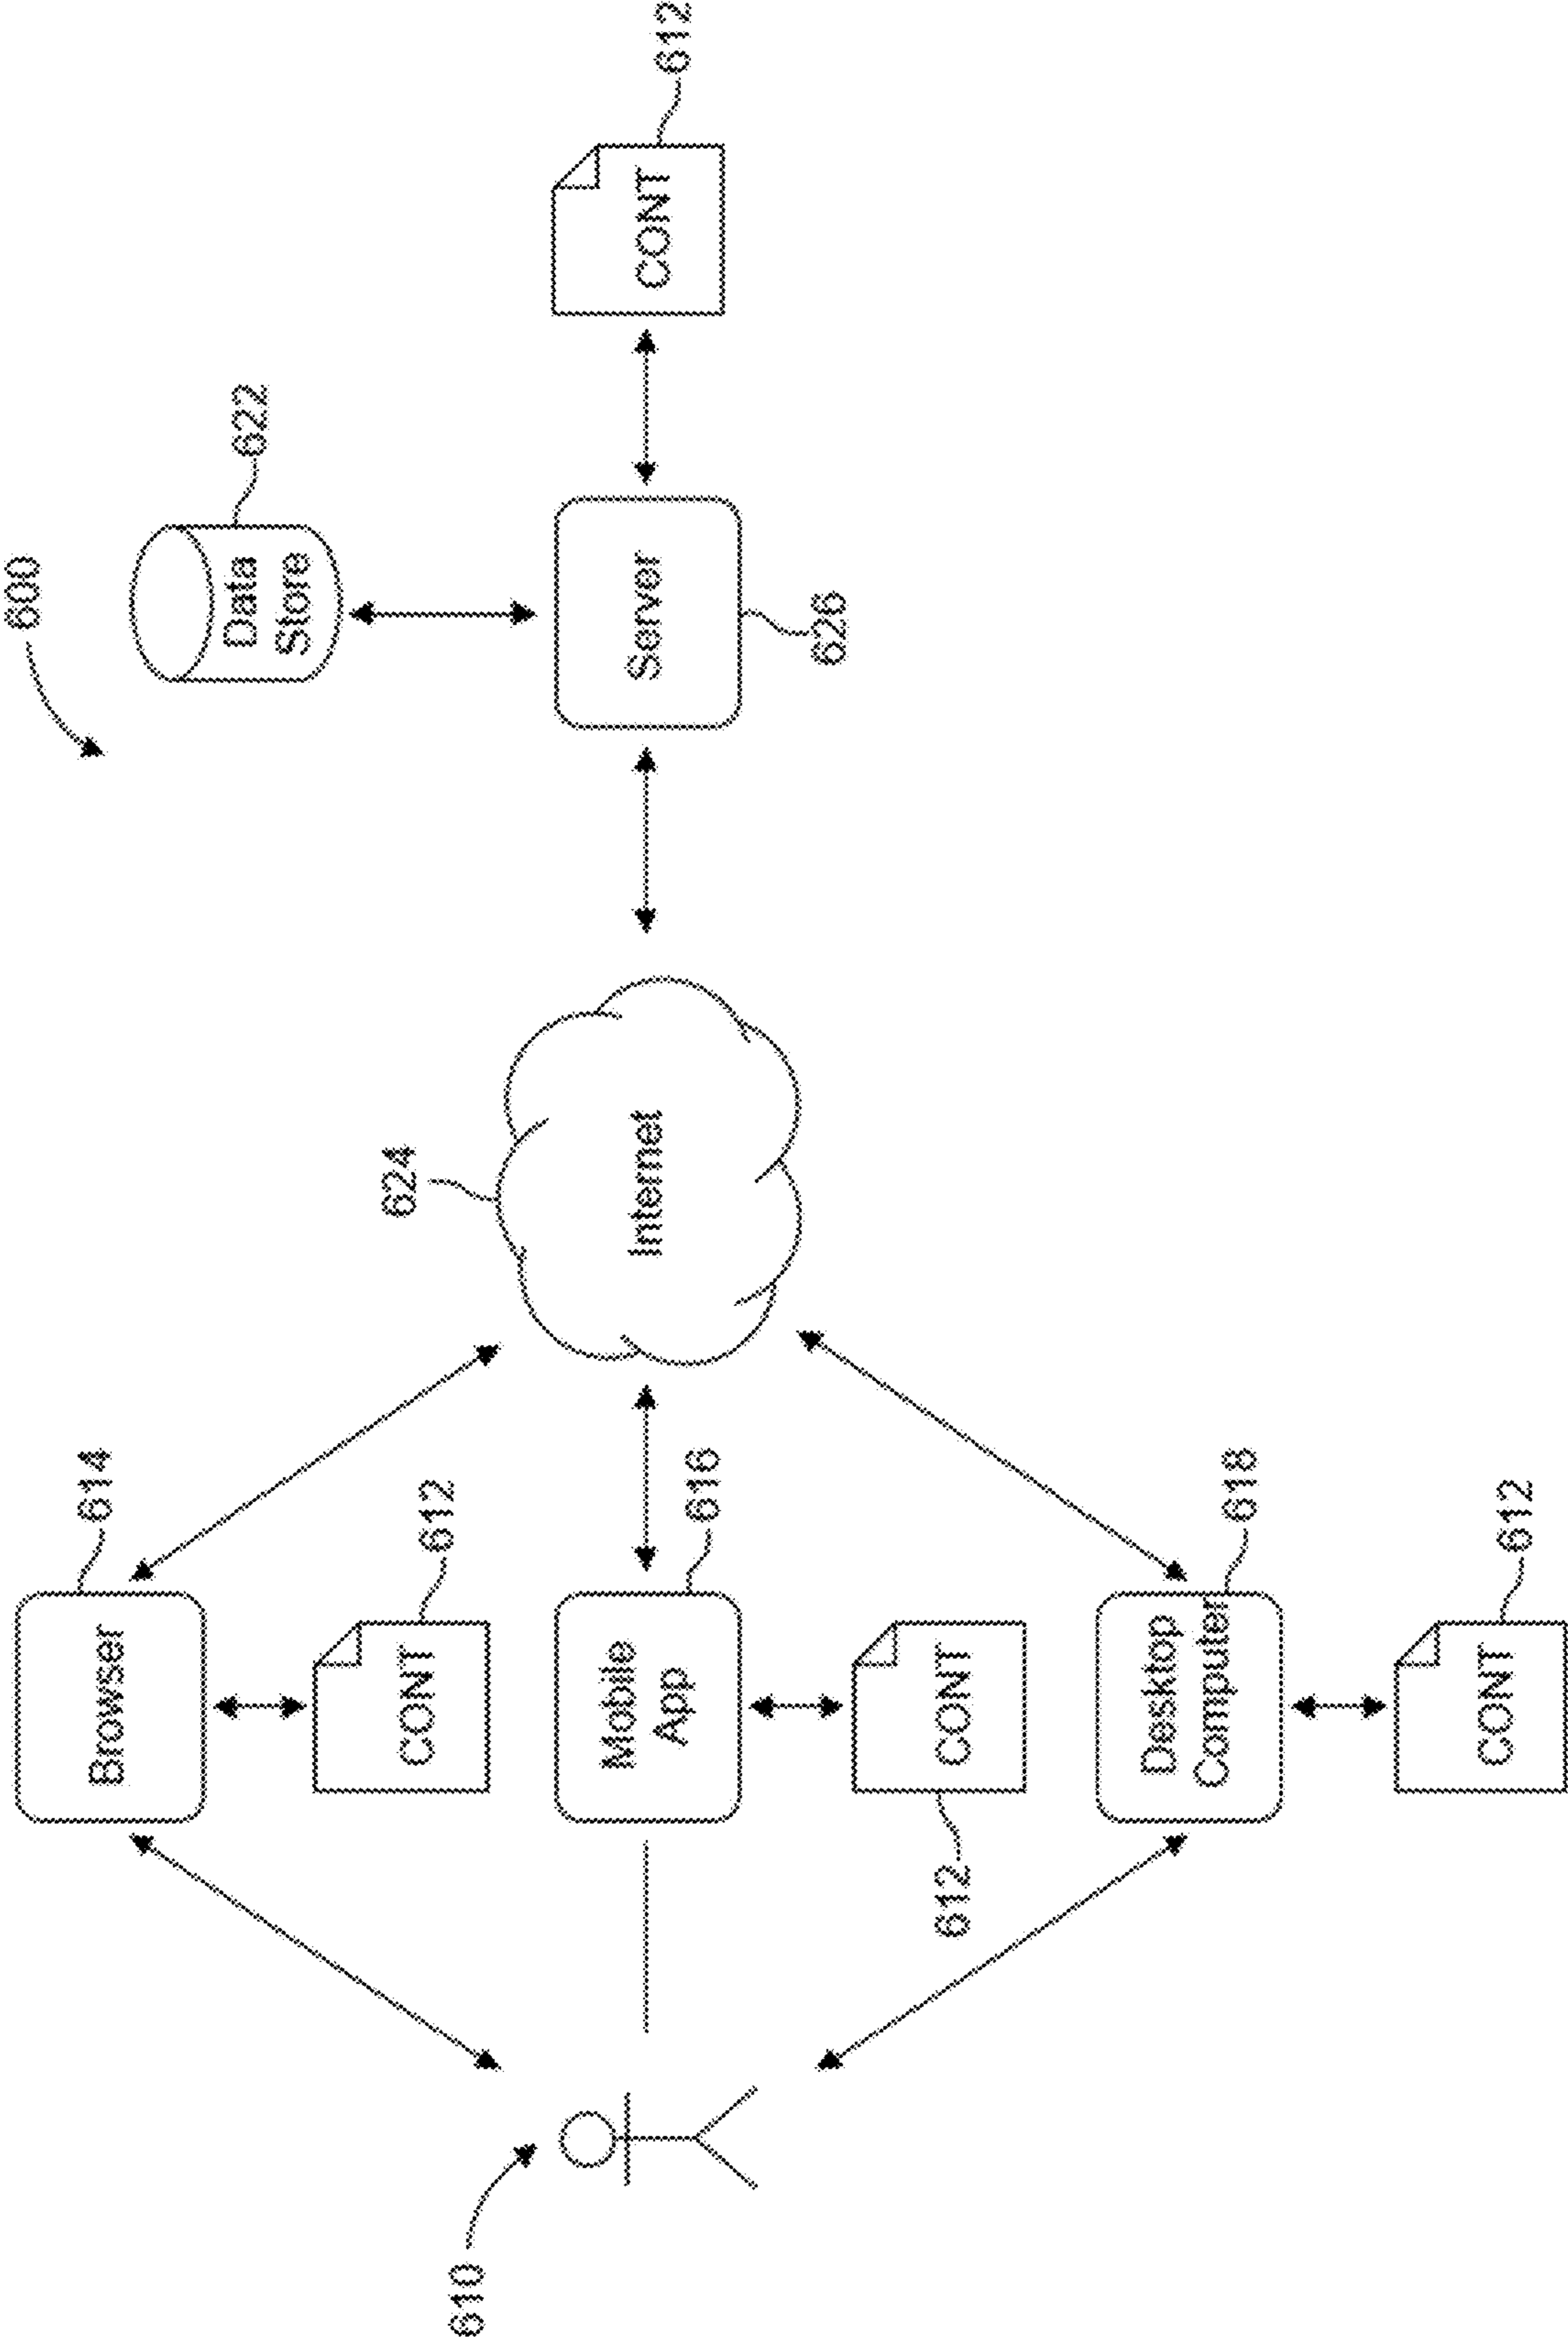 600
622
Data
Store
614
Browser
624
612
612
CONT
610
Mobile
App
616
Internet
Server
CONT
626
CONT
612
Desktop
Computer
618
CONT
612